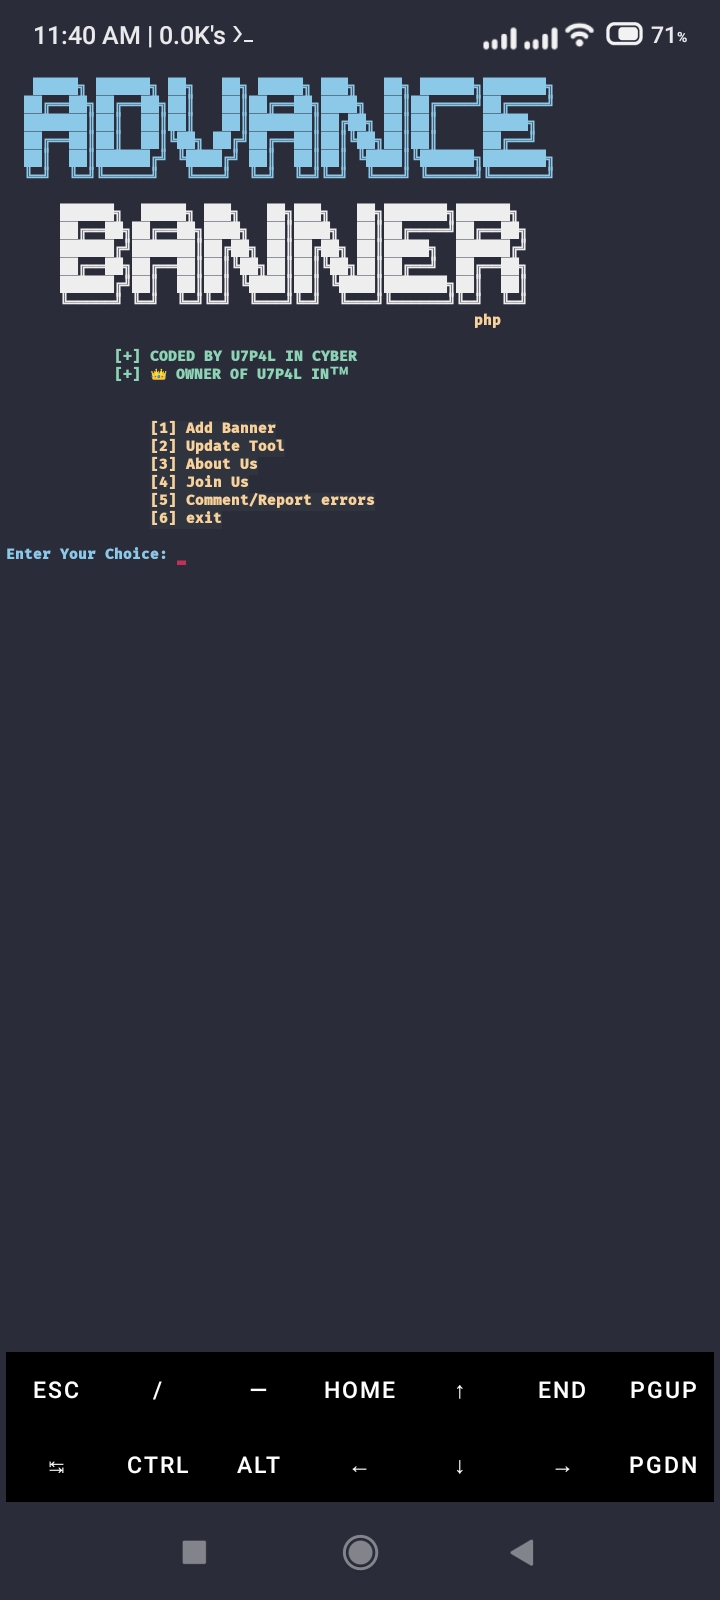 11:40 AM | 0.0K's
71%
ADVANCE
BANNER
php
[+] CODED BY U7P4L IN CYBER
[+] 👑 OWNER OF U7P4L IN™
[1] Add Banner
[2] Update Tool
[3] About Us
[4] Join Us
[5] Comment/Report errors
[6] exit
Enter Your Choice: _
ESC / — HOME ↑ END PGUP
↹ CTRL ALT ← ↓ → PGDN